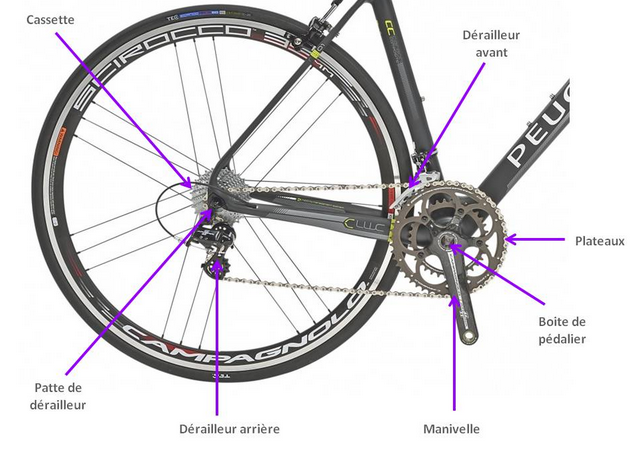 Cassette
Dérailleur
avant
SCIROCCO
PEUG
Plateaux
Boite de
pédalier
Patte de
dérailleur
CAMPAGNOLO
Dérailleur arrière
Manivelle